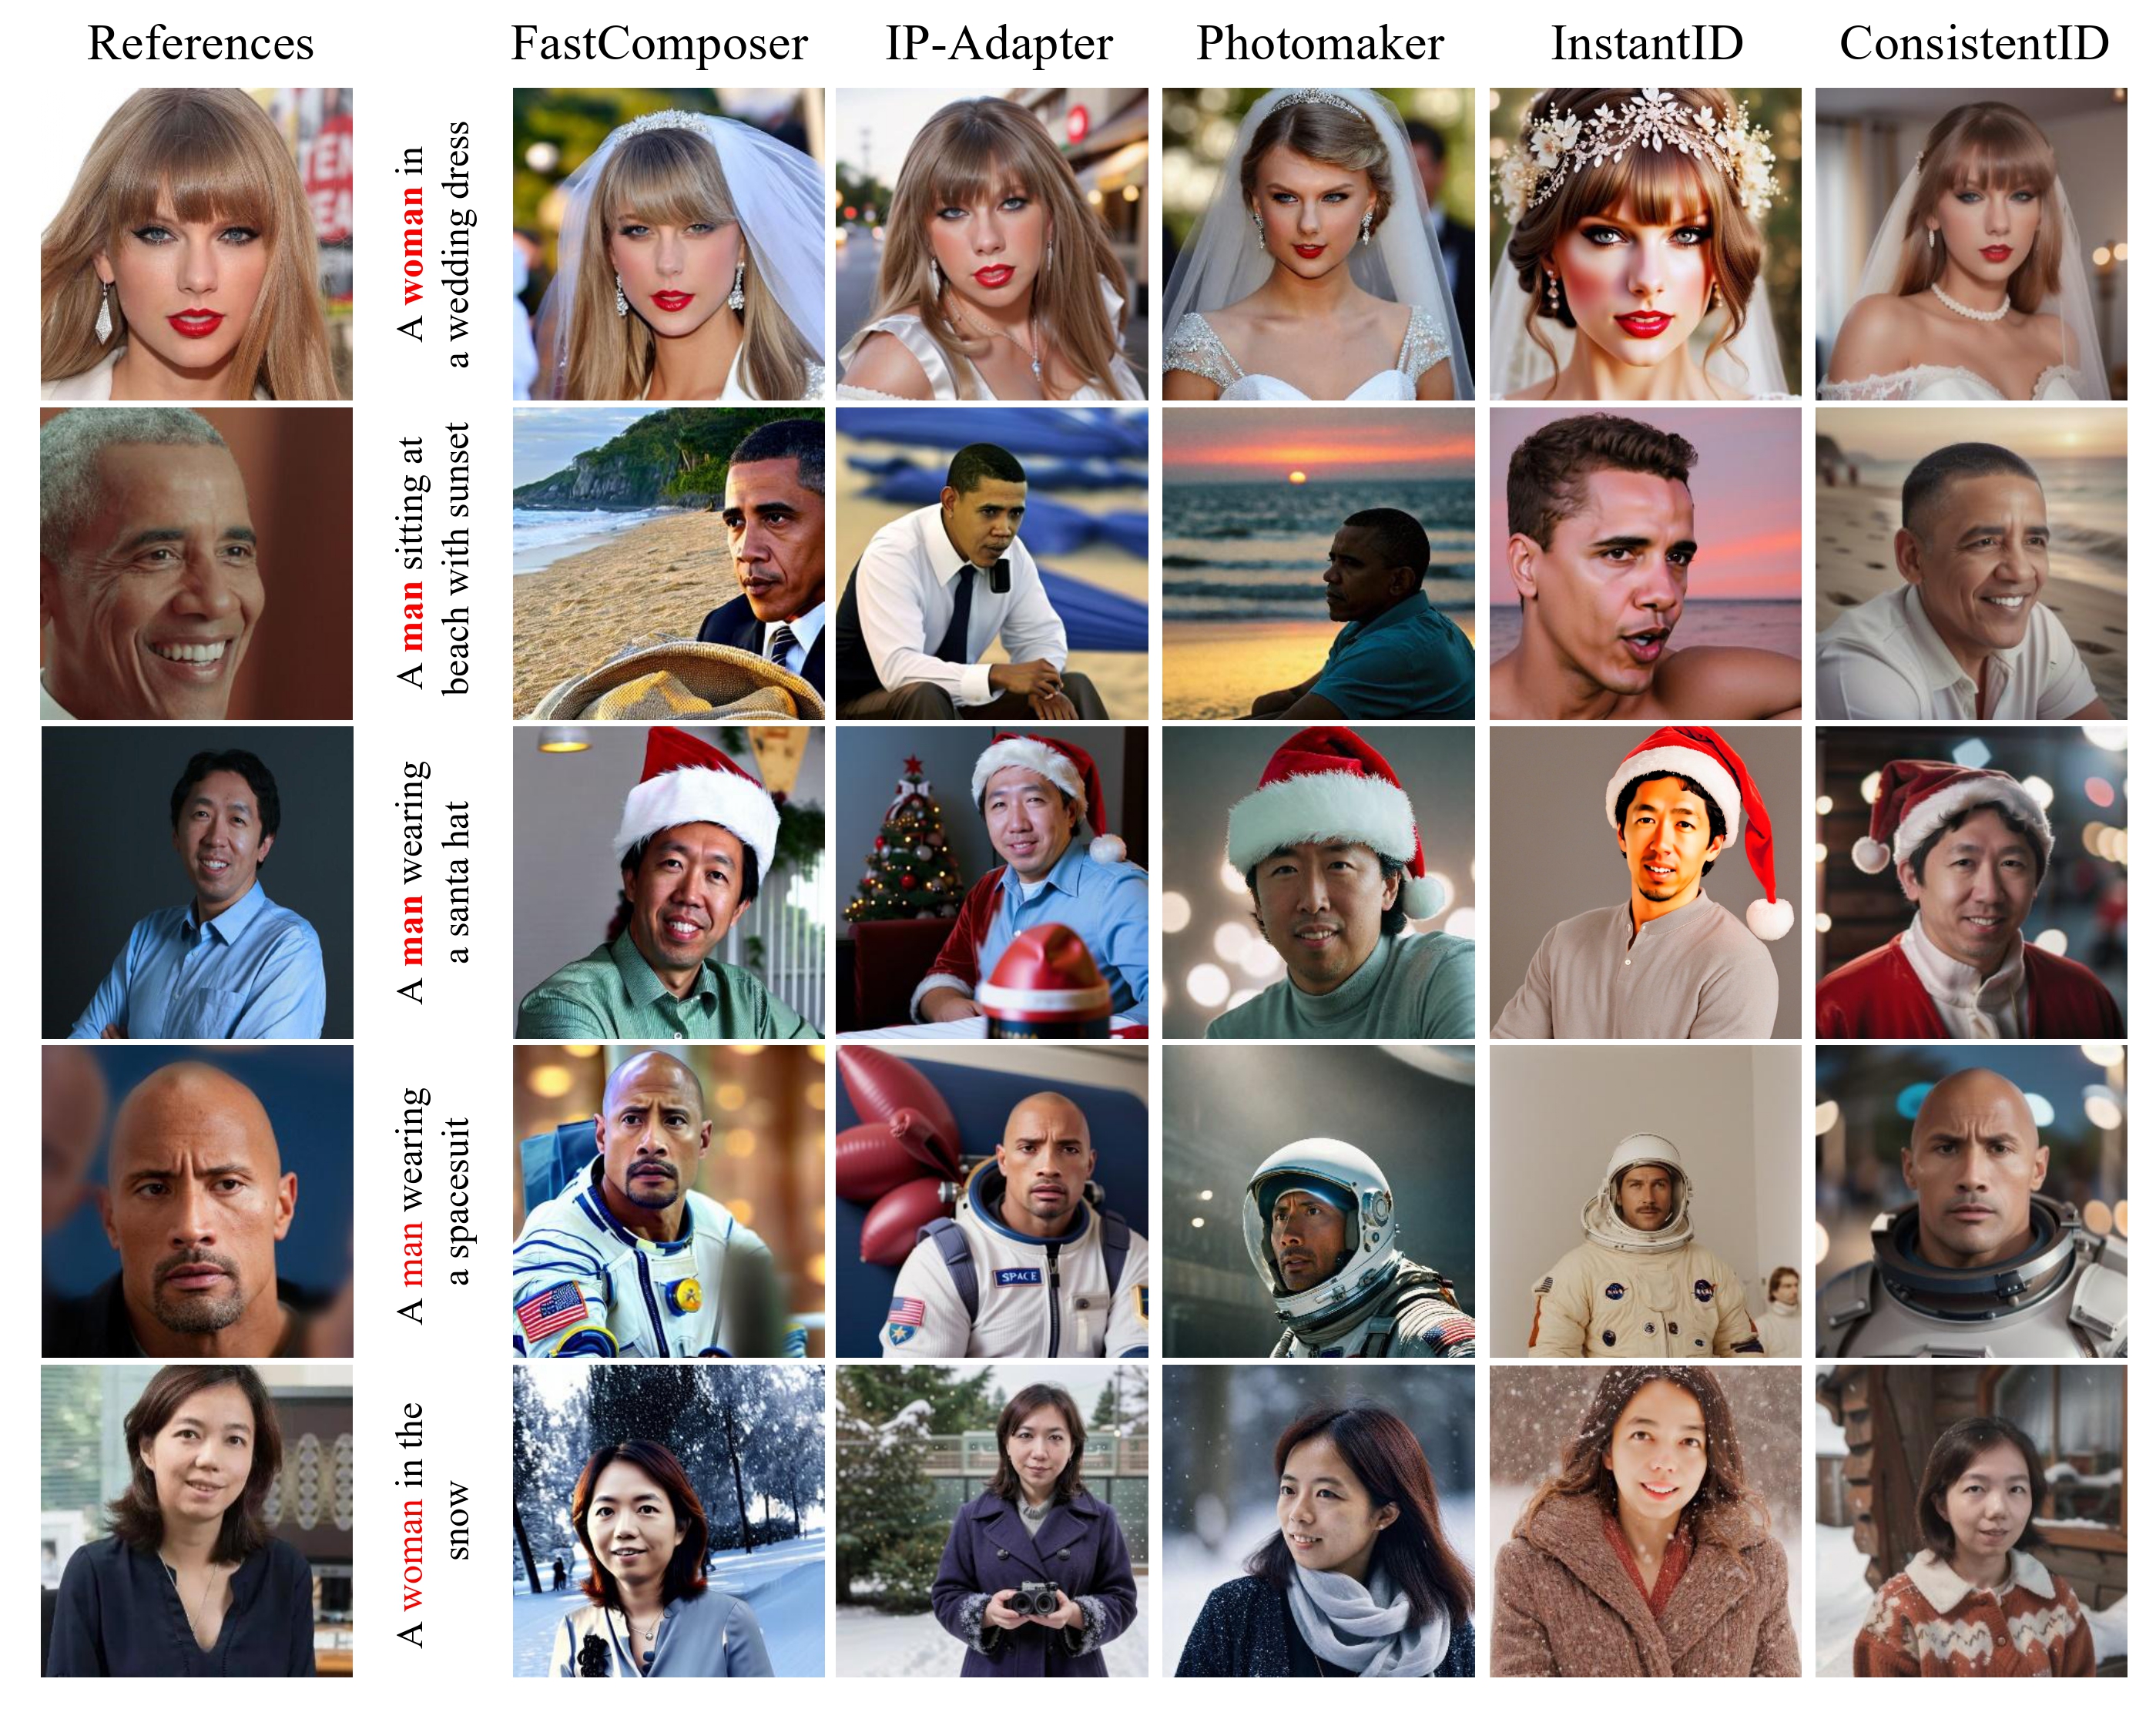 References
FastComposer
IP-Adapter
Photomaker
InstantID
ConsistentID
A woman in
a wedding dress
A man sitting at
beach with sunset
A man wearing
a santa hat
A man wearing
a spacesuit
SPACE
A woman in the
snow